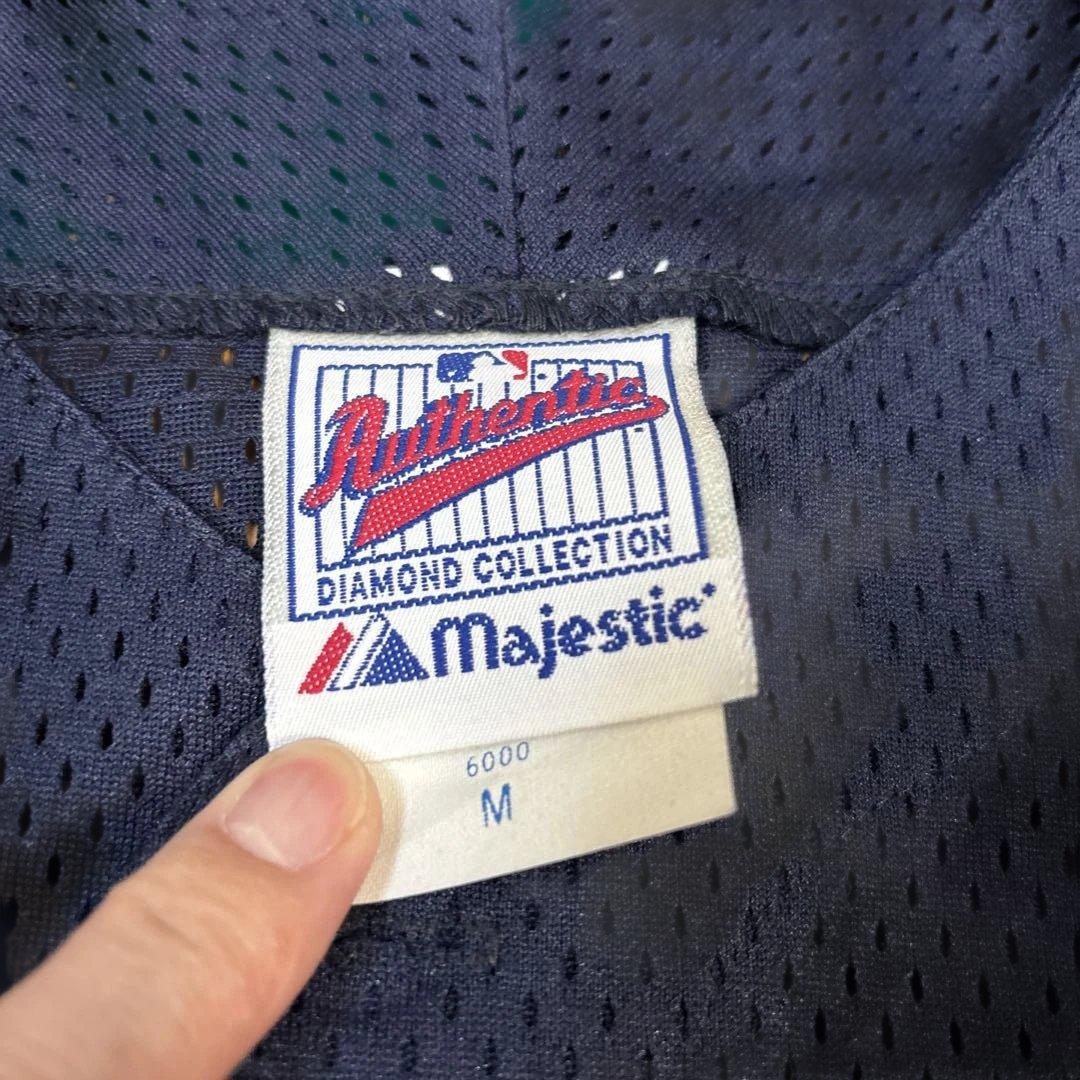 Authentic
DIAMOND COLLECTION
Majestic
6000
M